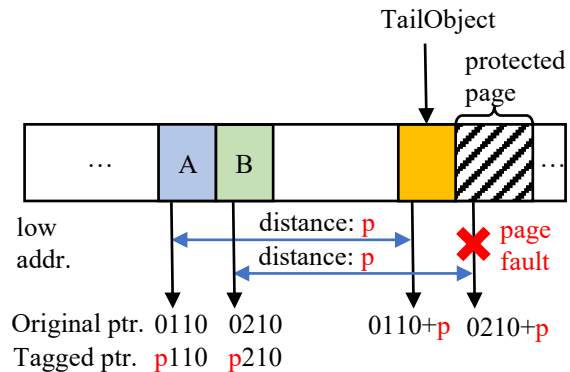 TailObject
protected
page
...
A
B
...
low
addr.
distance: p
distance: p
page
fault
Original ptr. 0110 0210 0110+p 0210+p
Tagged ptr. p110 p210